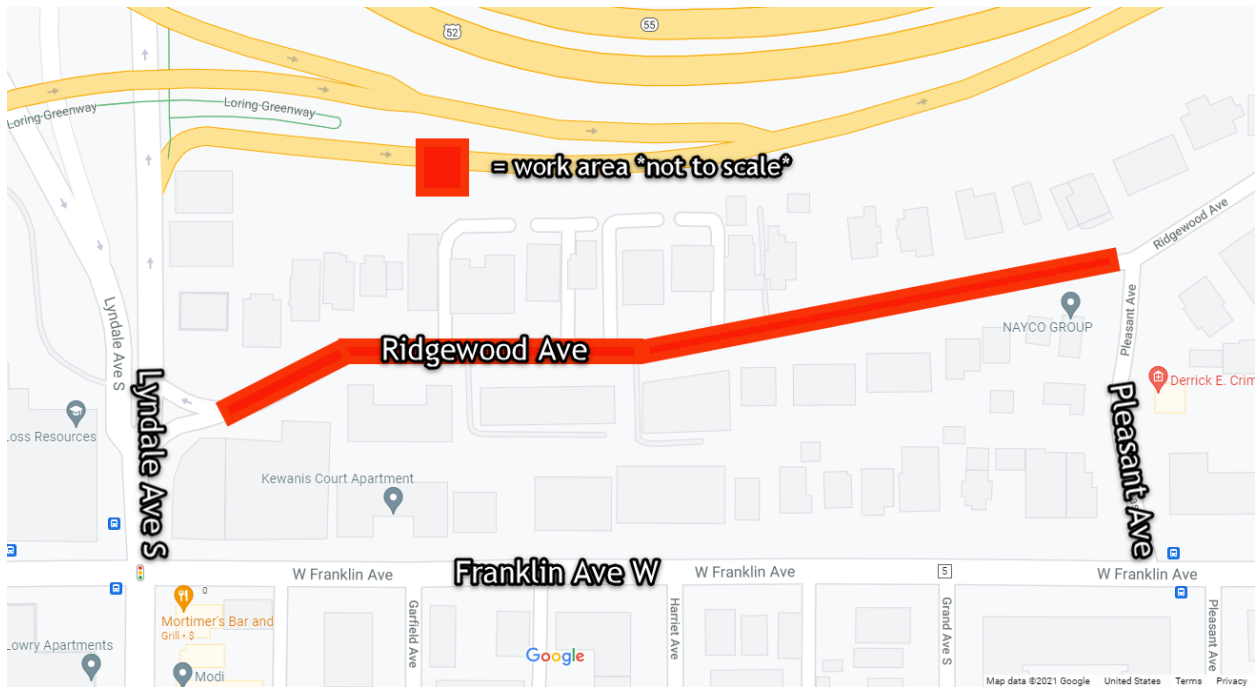 52
55
Loring Greenway
Loring Greenway
= work area *not to scale*
Ridgewood Ave
NAYCO GROUP
Pleasant Ave
Lyndale Ave S
Ridgewood Ave
Derrick E. Crim
Lyndale Ave S
Pleasant Ave
Loss Resources
Kewanis Court Apartment
W Franklin Ave
Franklin Ave W
W Franklin Ave
5
W Franklin Ave
0
Mortimer's Bar and
Grill • $
Garfield Ave
Harriet Ave
Grand Ave S
Pleasant Ave
Lowry Apartments
Modi
Google
Map data ©2021 Google United States Terms Privacy